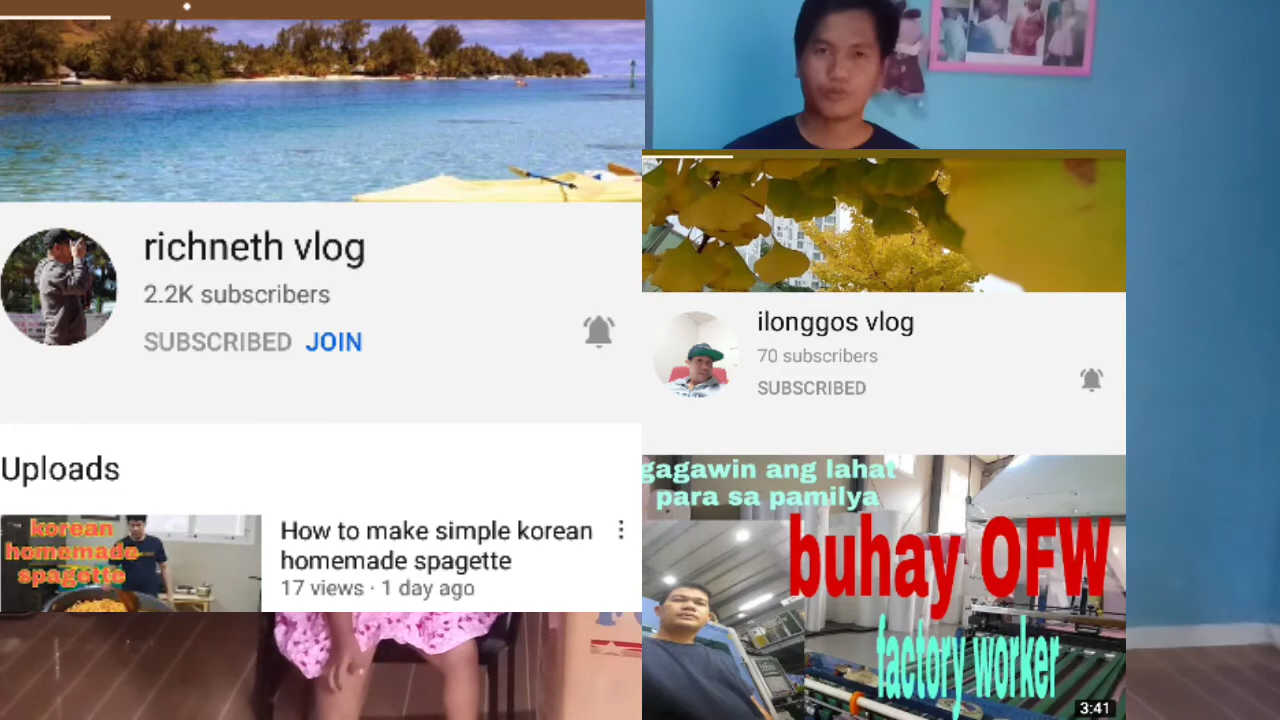 richneth vlog
2.2K subscribers
SUBSCRIBED JOIN
Uploads
korean
homemade
spagette
How to make simple korean
homemade spagette
17 views · 1 day ago
ilonggos vlog
70 subscribers
SUBSCRIBED
gagawin ang lahat
para sa pamilya
buhay OFW
factory worker
3:41